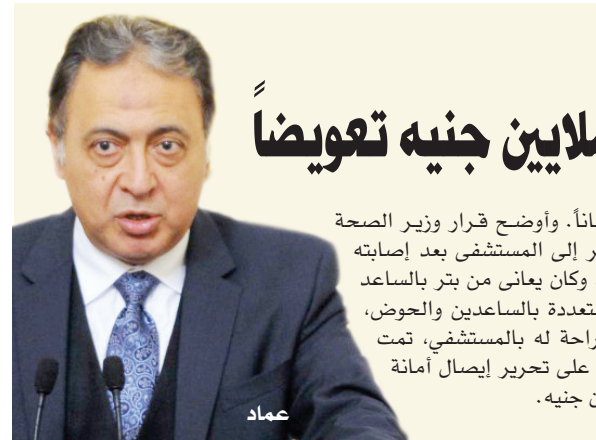 ملايين جنيه تعويضاً
اناً. وأوضح قرار وزير الصحة
ر إلى المستشفى بعد إصابته
وكان يعانى من بتر بالساعد
تعددة بالساعدين والحوض،
راحة له بالمستشفي، تمت
على تحرير إيصال أمانة
ن جنيه.
عماد